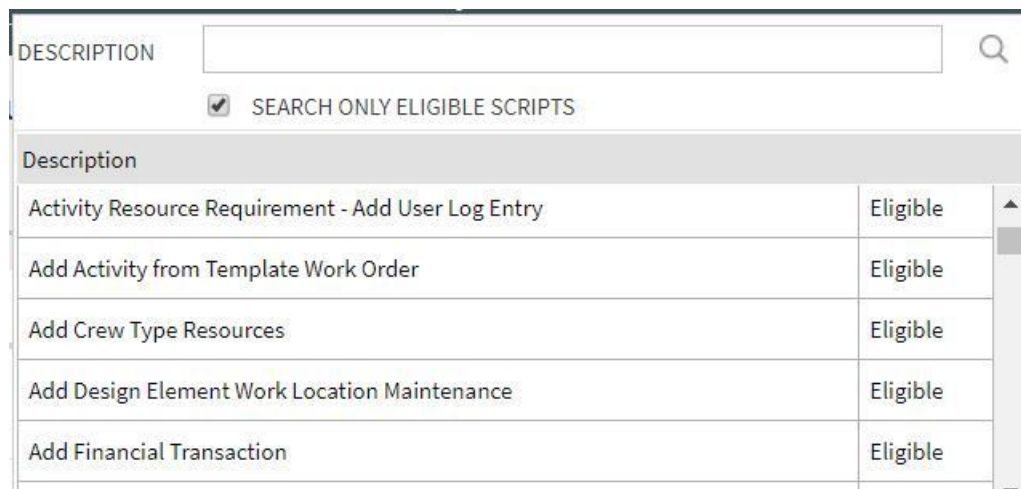 DESCRIPTION
SEARCH ONLY ELIGIBLE SCRIPTS
Description
Activity Resource Requirement - Add User Log Entry Eligible
Add Activity from Template Work Order Eligible
Add Crew Type Resources Eligible
Add Design Element Work Location Maintenance Eligible
Add Financial Transaction Eligible